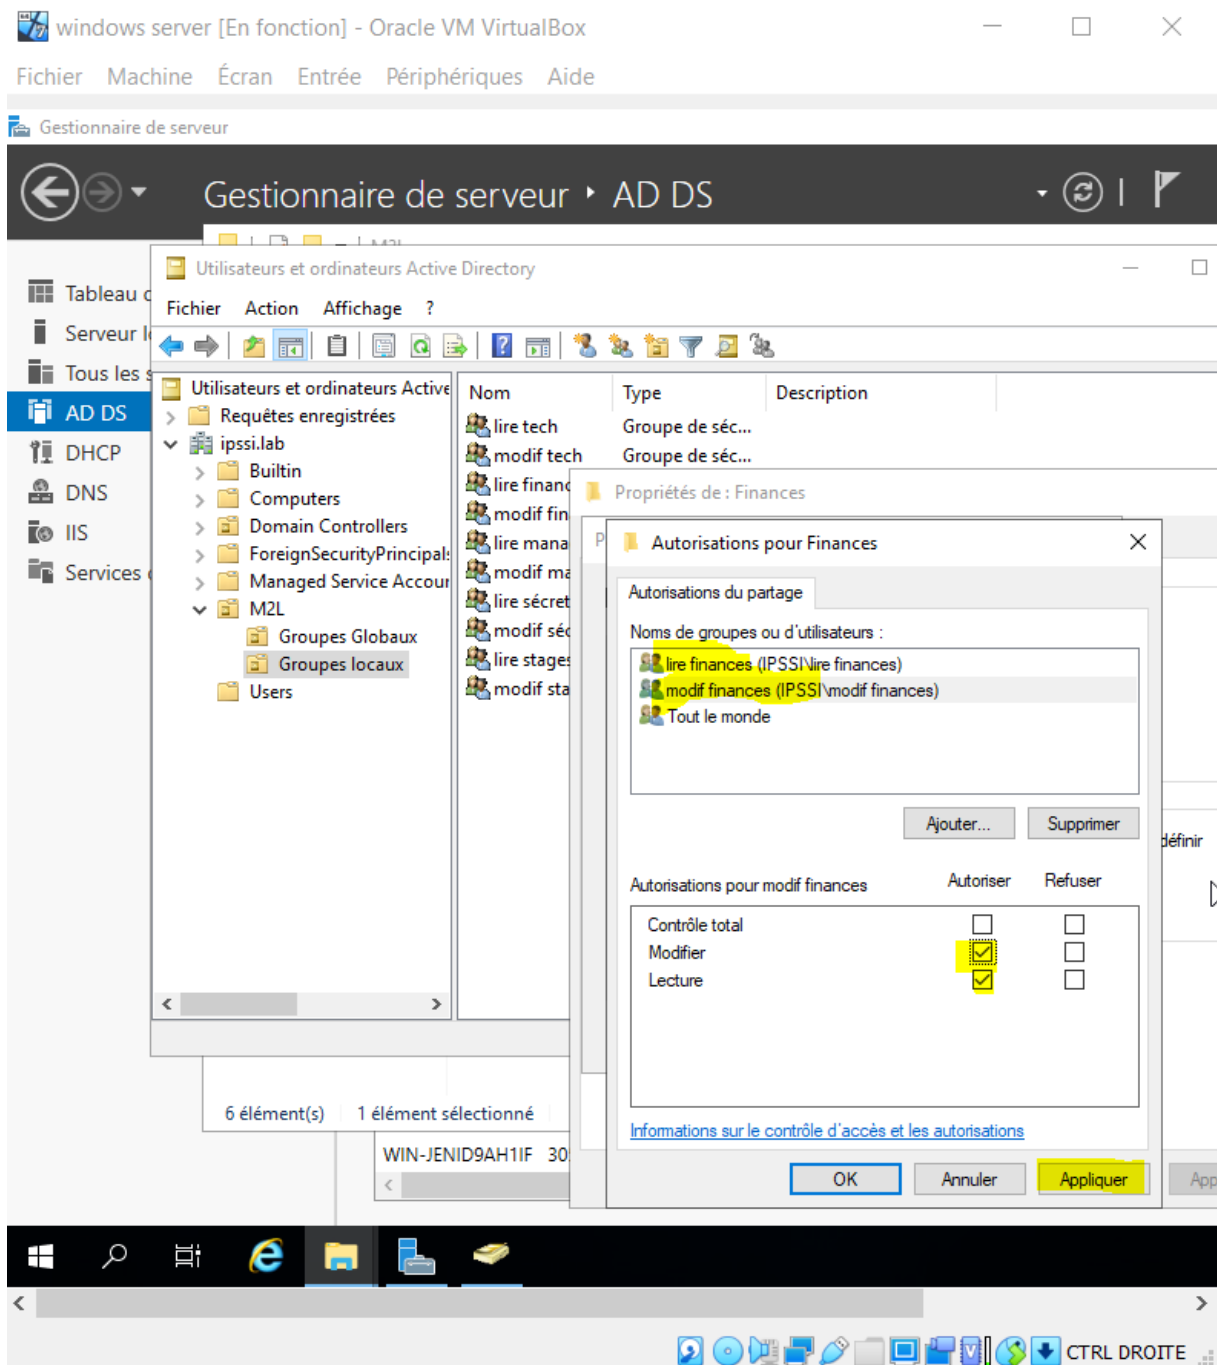 windows server [En fonction] - Oracle VM VirtualBox
Fichier Machine Écran Entrée Périphériques Aide
Gestionnaire de serveur
Gestionnaire de serveur ‣ AD DS
M2L
Tableau
Serveur
Tous les
AD DS
DHCP
DNS
IIS
Services
Utilisateurs et ordinateurs Active Directory
Fichier Action Affichage ?
Utilisateurs et ordinateurs Active
Requêtes enregistrées
ipssi.lab
Builtin
Computers
Domain Controllers
ForeignSecurityPrincipal
Managed Service Accour
M2L
Groupes Globaux
Groupes locaux
Users
Nom Type Description
lire tech Groupe de séc...
modif tech Groupe de séc...
lire financ
modif fin
lire mana
modif ma
lire sécret
modif séc
lire stages
modif sta
Propriétés de : Finances
P
Autorisations pour Finances
Autorisations du partage
Noms de groupes ou d'utilisateurs :
lire finances (IPSSI\lire finances)
modif finances (IPSSI\modif finances)
Tout le monde
Ajouter... Supprimer
définir
Autorisations pour modif finances Autoriser Refuser
Contrôle total
Modifier
Lecture
Informations sur le contrôle d'accès et les autorisations
OK Annuler Appliquer App
6 élément(s) 1 élément sélectionné
WIN-JENID9AH1IF 30
CTRL DROITE